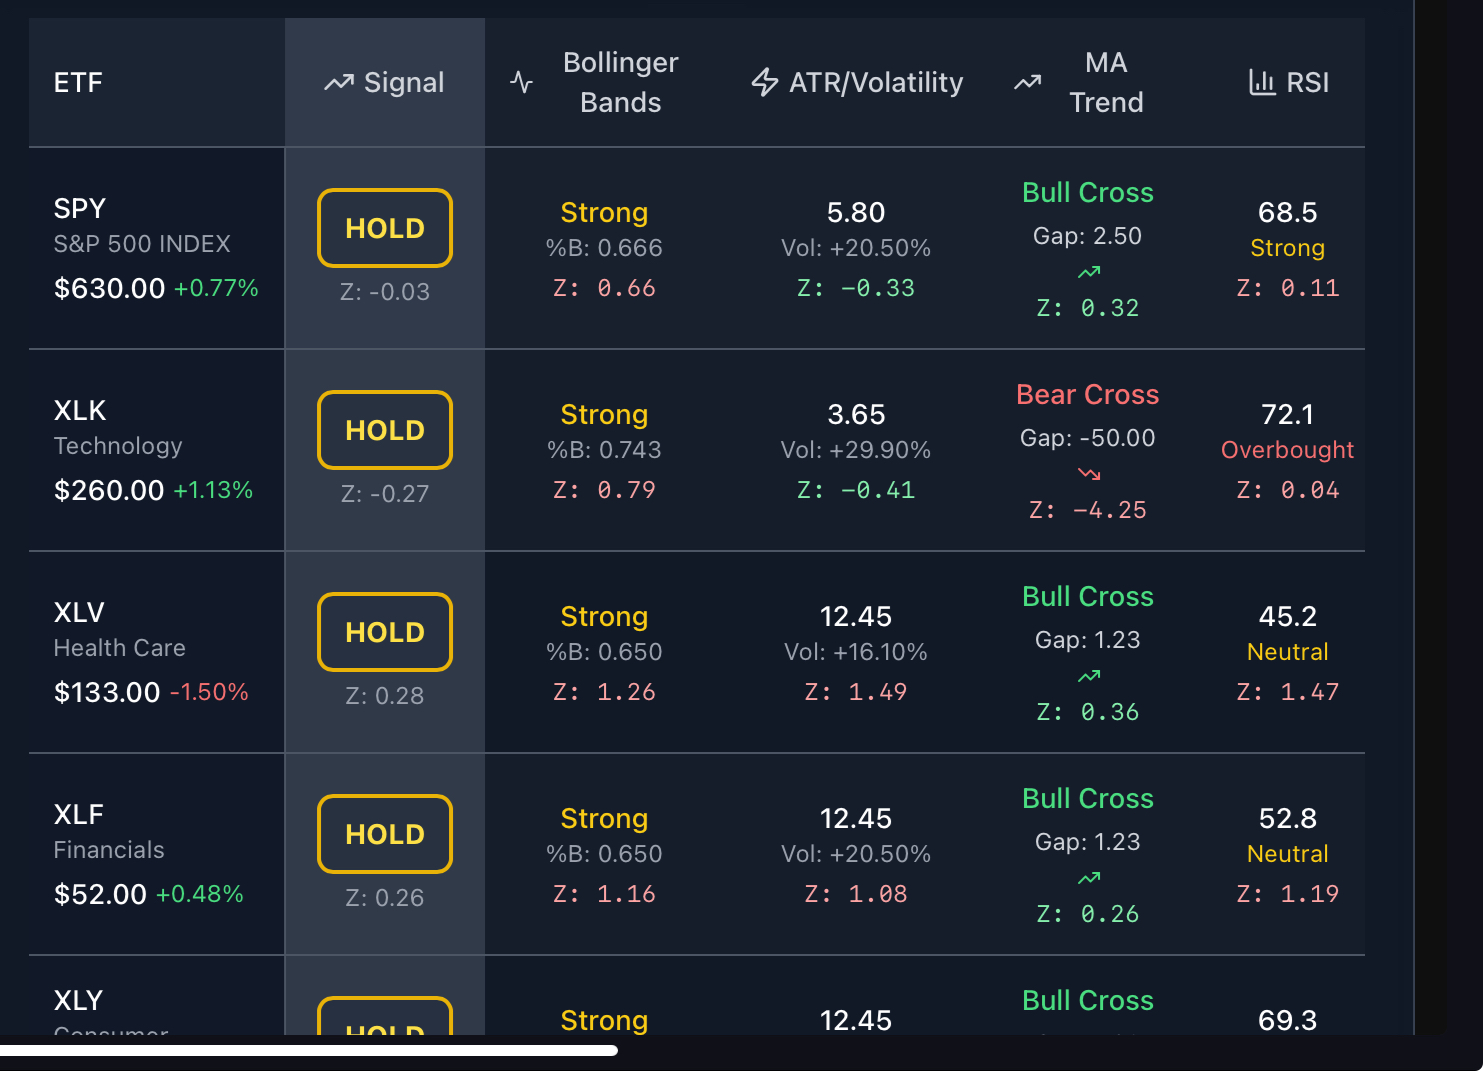 ETF
Signal
Bollinger
Bands
ATR/Volatility
MA
Trend
RSI
SPY
S&P 500 INDEX
$630.00 +0.77%
HOLD
Z: -0.03
Strong
%B: 0.666
Z: 0.66
5.80
Vol: +20.50%
Z: −0.33
Bull Cross
Gap: 2.50
Z: 0.32
68.5
Strong
Z: 0.11
XLK
Technology
$260.00 +1.13%
HOLD
Z: -0.27
Strong
%B: 0.743
Z: 0.79
3.65
Vol: +29.90%
Z: −0.41
Bear Cross
Gap: -50.00
Z: −4.25
72.1
Overbought
Z: 0.04
XLV
Health Care
$133.00 -1.50%
HOLD
Z: 0.28
Strong
%B: 0.650
Z: 1.26
12.45
Vol: +16.10%
Z: 1.49
Bull Cross
Gap: 1.23
Z: 0.36
45.2
Neutral
Z: 1.47
XLF
Financials
$52.00 +0.48%
HOLD
Z: 0.26
Strong
%B: 0.650
Z: 1.16
12.45
Vol: +20.50%
Z: 1.08
Bull Cross
Gap: 1.23
Z: 0.26
52.8
Neutral
Z: 1.19
XLY
Consumer
HOLD
Strong
12.45
Bull Cross
69.3